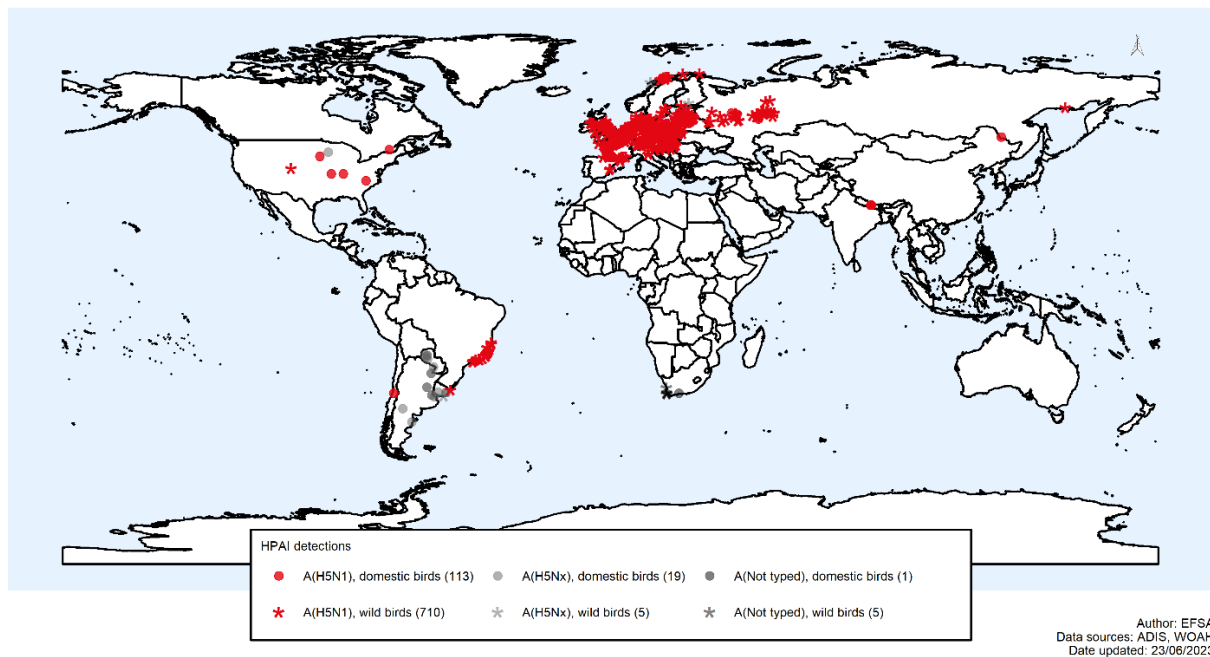 HPAI detections
A(H5N1), domestic birds (113)
A(H5Nx), domestic birds (19)
A(Not typed), domestic birds (1)
A(H5N1), wild birds (710)
A(H5Nx), wild birds (5)
A(Not typed), wild birds (5)
Author: EFSA
Data sources: ADIS, WOAH
Date updated: 23/06/2023